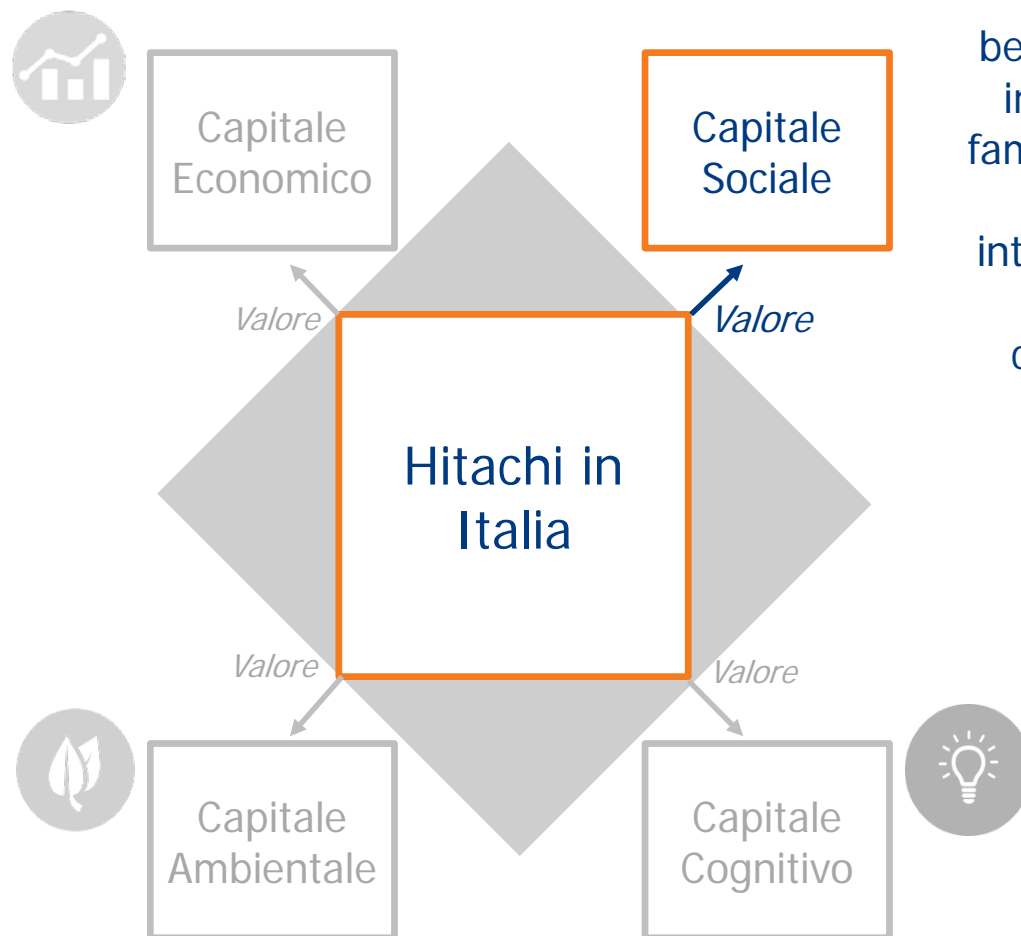 Capitale
Economico
Capitale
Sociale
Valore
Valore
Hitachi in
Italia
Valore
Valore
Capitale
Ambientale
Capitale
Cognitivo